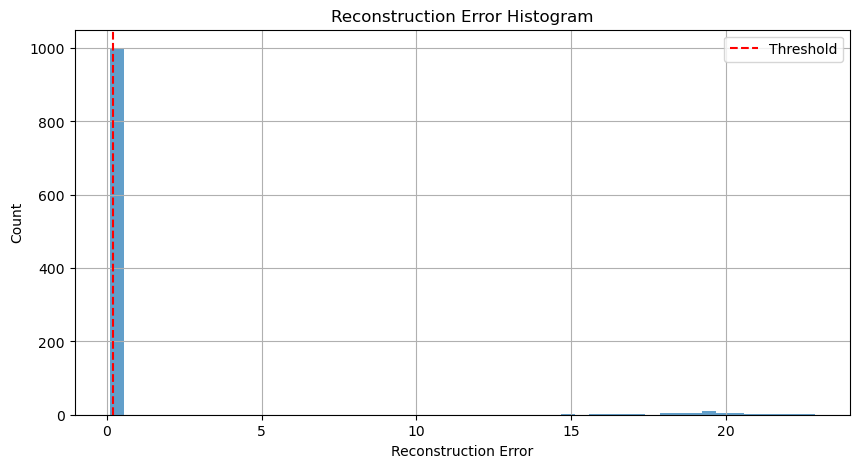 Reconstruction Error Histogram
Threshold
1000
800
600
400
200
0
Count
0 5 10 15 20
Reconstruction Error